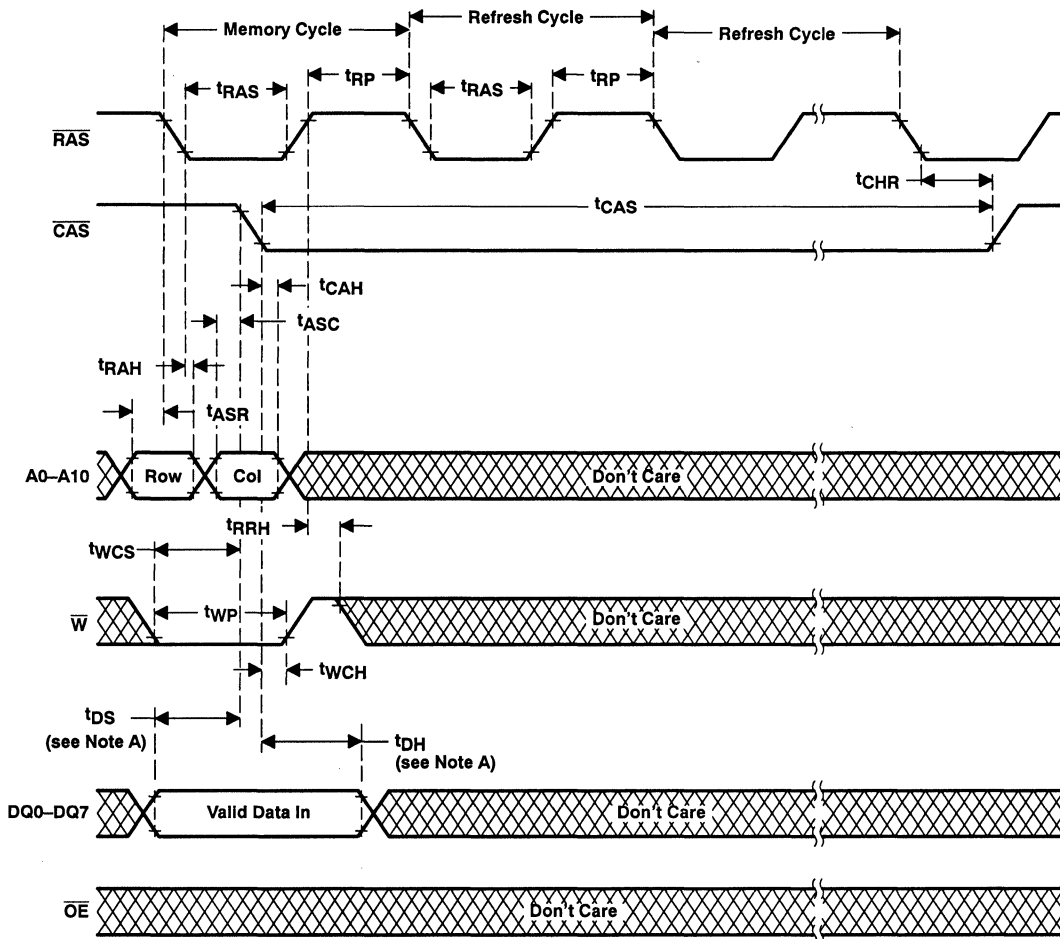 Memory Cycle
Refresh Cycle
Refresh Cycle
tRAS
tRP
tRAS
tRP
RAS
tCHR
tCAS
CAS
tCAH
tASC
tRAH
tASR
A0–A10
Row
Col
Don't Care
tRRH
tWCS
W
tWP
Don't Care
tWCH
tDS
(see Note A)
tDH
(see Note A)
DQ0–DQ7
Valid Data In
Don't Care
OE
Don't Care